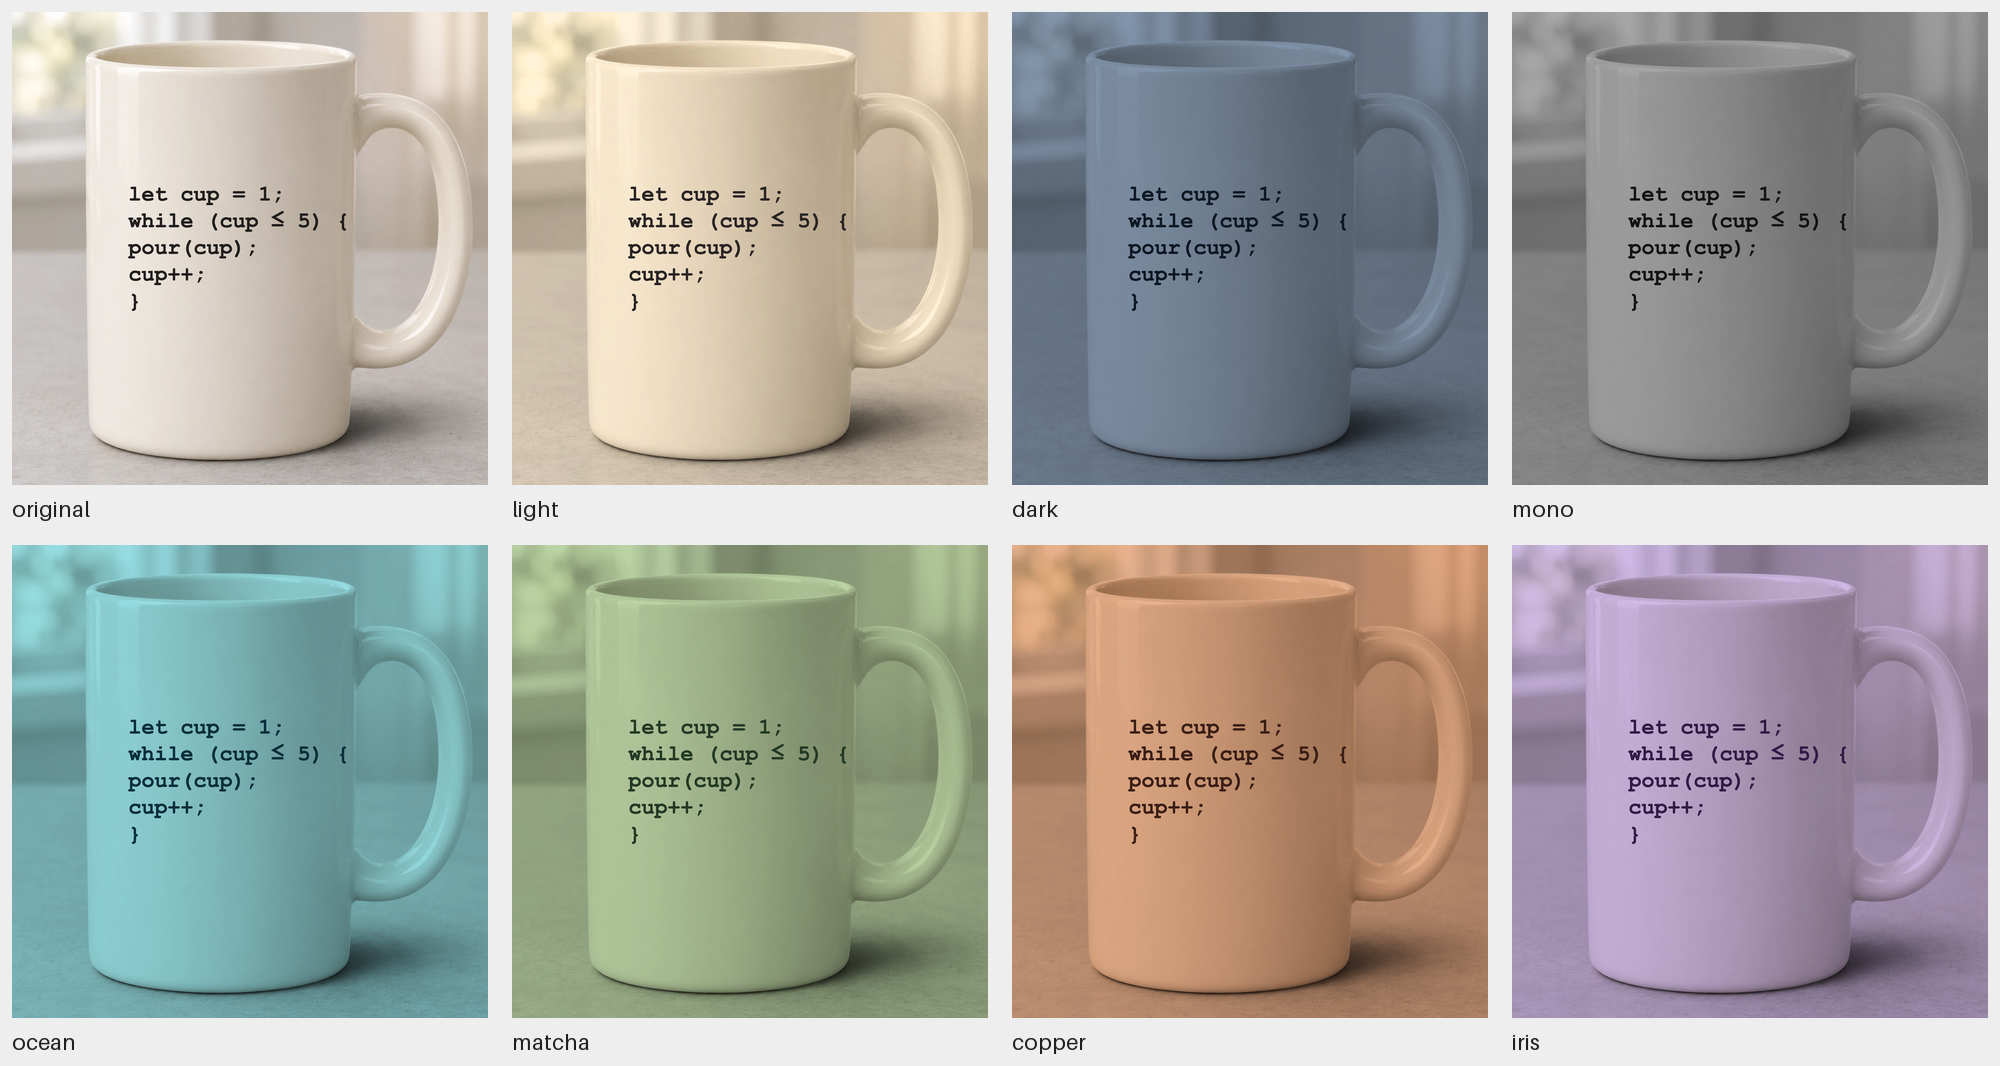 let cup = 1;
while (cup ≤ 5) {
pour(cup);
cup++;
}
original
let cup = 1;
while (cup ≤ 5) {
pour(cup);
cup++;
}
light
let cup = 1;
while (cup ≤ 5) {
pour(cup);
cup++;
}
dark
let cup = 1;
while (cup ≤ 5) {
pour(cup);
cup++;
}
mono
let cup = 1;
while (cup ≤ 5) {
pour(cup);
cup++;
}
ocean
let cup = 1;
while (cup ≤ 5) {
pour(cup);
cup++;
}
matcha
let cup = 1;
while (cup ≤ 5) {
pour(cup);
cup++;
}
copper
let cup = 1;
while (cup ≤ 5) {
pour(cup);
cup++;
}
iris